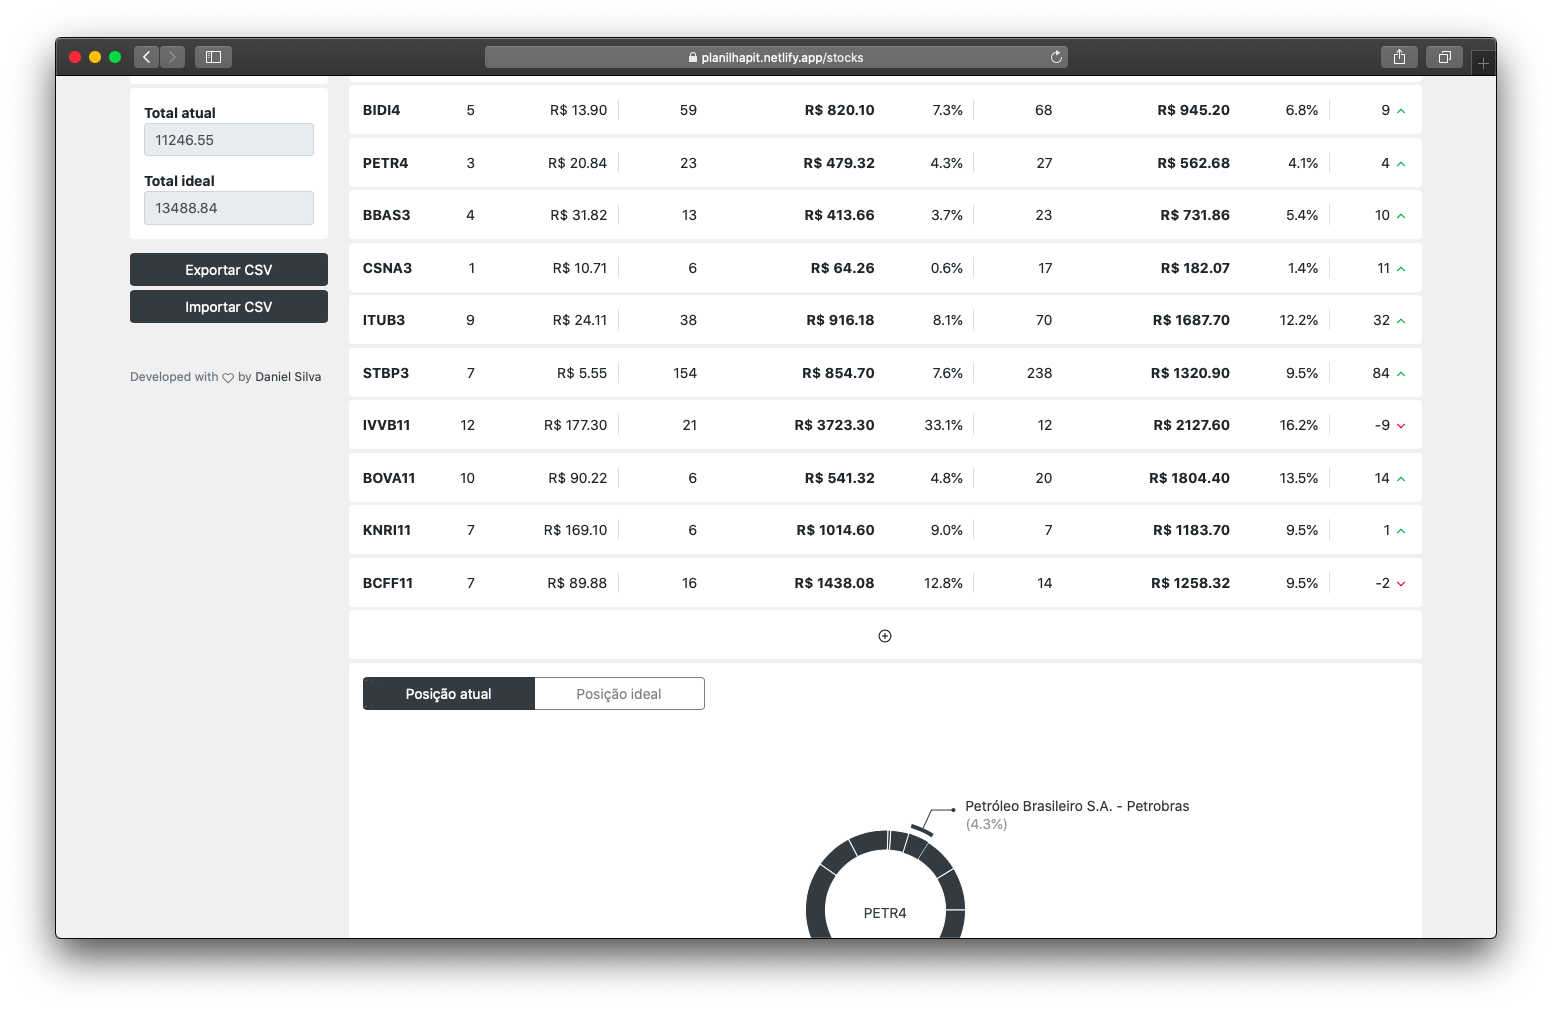 planilhapit.netlify.app/stocks
Total atual
11246.55
Total ideal
13488.84
Exportar CSV
Importar CSV
Developed with by Daniel Silva
BIDI4 5 R$ 13.90 59 R$ 820.10 7.3% 68 R$ 945.20 6.8% 9
PETR4 3 R$ 20.84 23 R$ 479.32 4.3% 27 R$ 562.68 4.1% 4
BBAS3 4 R$ 31.82 13 R$ 413.66 3.7% 23 R$ 731.86 5.4% 10
CSNA3 1 R$ 10.71 6 R$ 64.26 0.6% 17 R$ 182.07 1.4% 11
ITUB3 9 R$ 24.11 38 R$ 916.18 8.1% 70 R$ 1687.70 12.2% 32
STBP3 7 R$ 5.55 154 R$ 854.70 7.6% 238 R$ 1320.90 9.5% 84
IVVB11 12 R$ 177.30 21 R$ 3723.30 33.1% 12 R$ 2127.60 16.2% -9
BOVA11 10 R$ 90.22 6 R$ 541.32 4.8% 20 R$ 1804.40 13.5% 14
KNRI11 7 R$ 169.10 6 R$ 1014.60 9.0% 7 R$ 1183.70 9.5% 1
BCFF11 7 R$ 89.88 16 R$ 1438.08 12.8% 14 R$ 1258.32 9.5% -2
Posição atual
Posição ideal
Petróleo Brasileiro S.A. - Petrobras
(4.3%)
PETR4